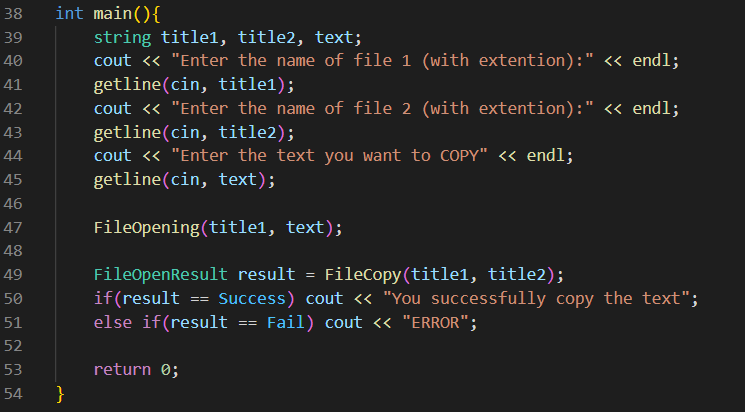 38 int main(){
39     string title1, title2, text;
40     cout << "Enter the name of file 1 (with extention):" << endl;
41     getline(cin, title1);
42     cout << "Enter the name of file 2 (with extention):" << endl;
43     getline(cin, title2);
44     cout << "Enter the text you want to COPY" << endl;
45     getline(cin, text);
46
47     FileOpening(title1, text);
48
49     FileOpenResult result = FileCopy(title1, title2);
50     if(result == Success) cout << "You successfully copy the text";
51     else if(result == Fail) cout << "ERROR";
52
53     return 0;
54 }